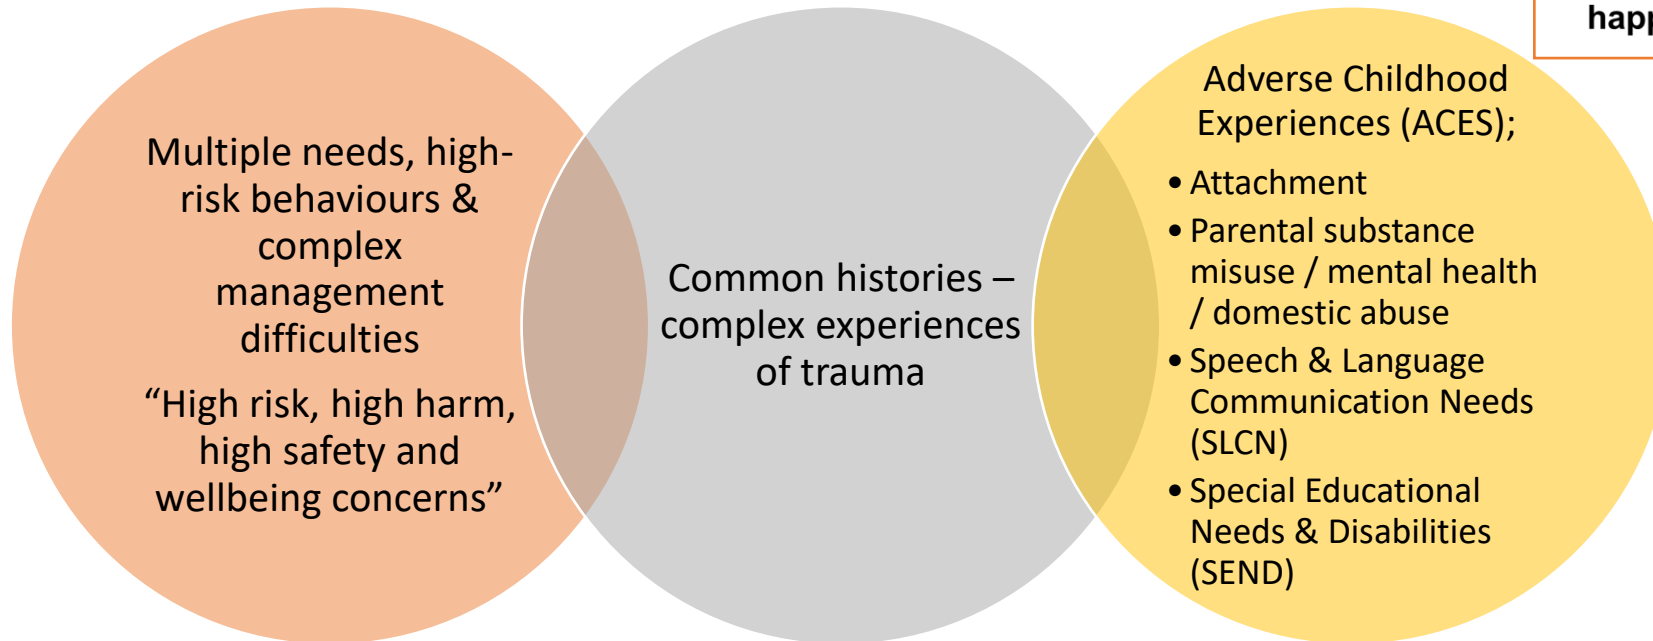 Multiple needs, high-
risk behaviours &
complex
management
difficulties
“High risk, high harm,
high safety and
wellbeing concerns”
Common histories –
complex experiences
of trauma
Adverse Childhood
Experiences (ACES);
• Attachment
• Parental substance
misuse / mental health
/ domestic abuse
• Speech & Language
Communication Needs
(SLCN)
• Special Educational
Needs & Disabilities
(SEND)